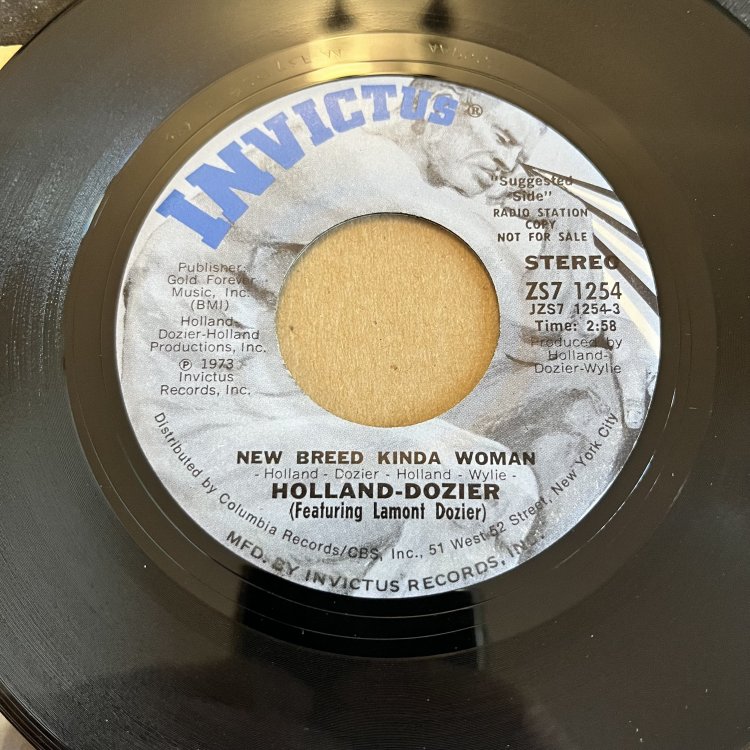 INVICTUS®
"Suggested
Side"
RADIO STATION
COPY
NOT FOR SALE
STEREO
ZS7 1254
JZS7 1254-3
Time: 2:58
Produced by
Holland-
Dozier-Wylie
Publisher:
Gold Forever
Music, Inc.
(BMI)
Holland-
Dozier-Holland
Productions, Inc.
℗ 1973
Invictus
Records, Inc.
NEW BREED KINDA WOMAN
- Holland - Dozier - Holland - Wylie -
HOLLAND-DOZIER
(Featuring Lamont Dozier)
Distributed by Columbia Records/CBS, Inc., 51 West 52 Street, New York City
MFD. BY INVICTUS RECORDS, INC.